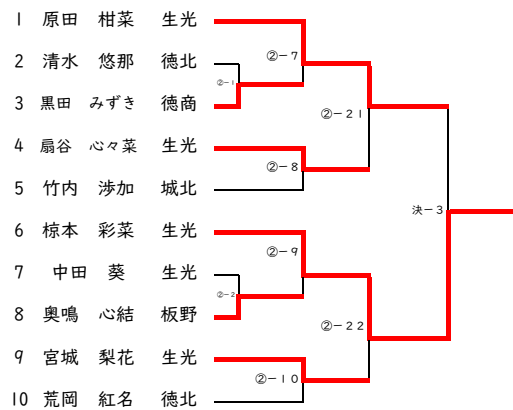 1 原田 柑菜 生光
②-7
2 清水 悠那 徳北
②-1
3 黒田 みずき 徳商
②-21
4 扇谷 心々菜 生光
②-8
5 竹内 渉加 城北
決-3
6 椋本 彩菜 生光
②-9
7 中田 葵 生光
②-2
8 奥鳴 心結 板野
②-22
9 宮城 梨花 生光
②-10
10 荒岡 紅名 徳北